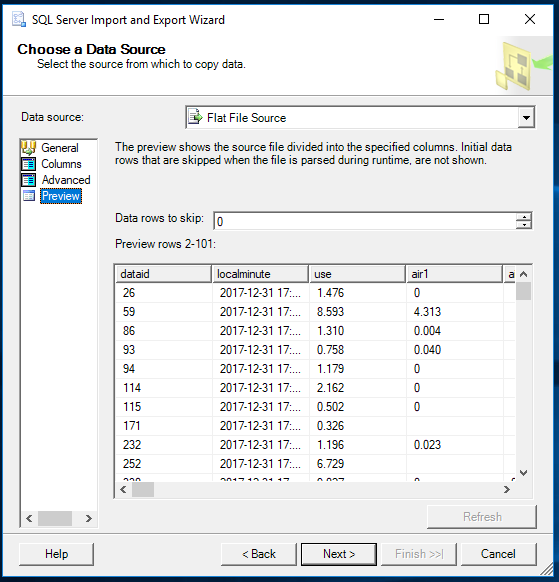 SQL Server Import and Export Wizard
Choose a Data Source
Select the source from which to copy data.
Data source: Flat File Source
General
Columns
Advanced
Preview
The preview shows the source file divided into the specified columns. Initial data
rows that are skipped when the file is parsed during runtime, are not shown.
Data rows to skip: 0
Preview rows 2-101:
dataid localminute use air1
26 2017-12-31 17:... 1.476 0
59 2017-12-31 17:... 8.593 4.313
86 2017-12-31 17:... 1.310 0.004
93 2017-12-31 17:... 0.758 0.040
94 2017-12-31 17:... 1.179 0
114 2017-12-31 17:... 2.162 0
115 2017-12-31 17:... 0.502 0
171 2017-12-31 17:... 0.326
232 2017-12-31 17:... 1.196 0.023
252 2017-12-31 17:... 6.729
Refresh
Help < Back Next > Finish >>| Cancel